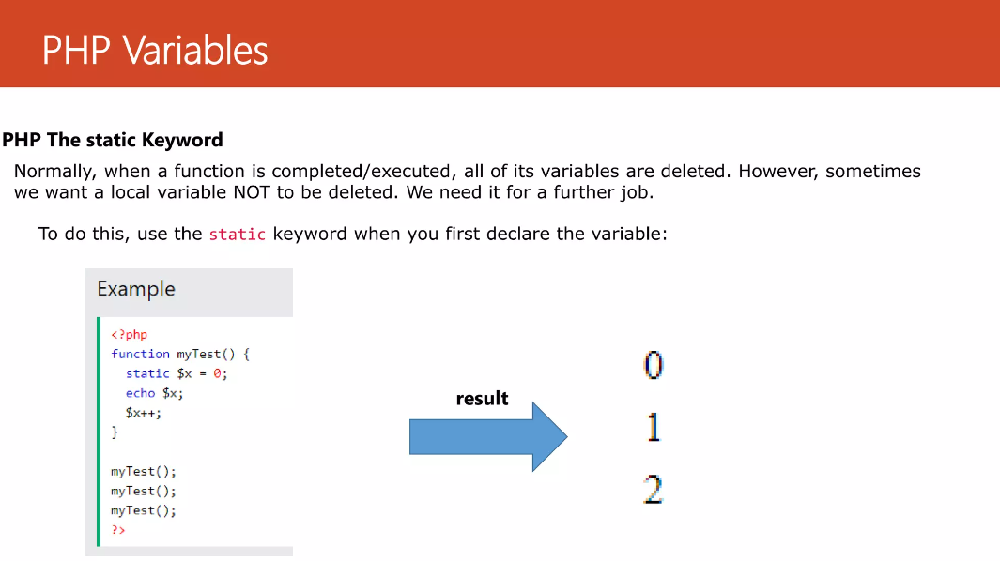 PHP Variables
PHP The static Keyword
Normally, when a function is completed/executed, all of its variables are deleted. However, sometimes
we want a local variable NOT to be deleted. We need it for a further job.
To do this, use the static keyword when you first declare the variable:
Example
<?php
function myTest() {
  static $x = 0;
  echo $x;
  $x++;
}

myTest();
myTest();
myTest();
?>
result
0
1
2